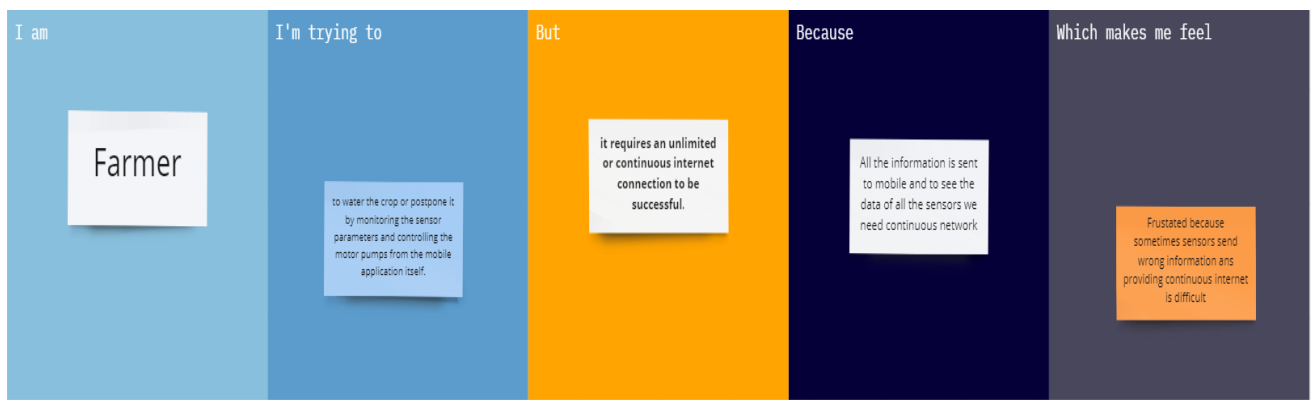 I am
Farmer
I'm trying to
to water the crop or postpone it
by monitoring the sensor
parameters and controlling the
motor pumps from the mobile
application itself.
But
it requires an unlimited
or continuous internet
connection to be
successful.
Because
All the information is sent
to mobile and to see the
data of all the sensors we
need continuous network
Which makes me feel
Frustated because
sometimes sensors send
wrong information ans
providing continuous internet
is difficult